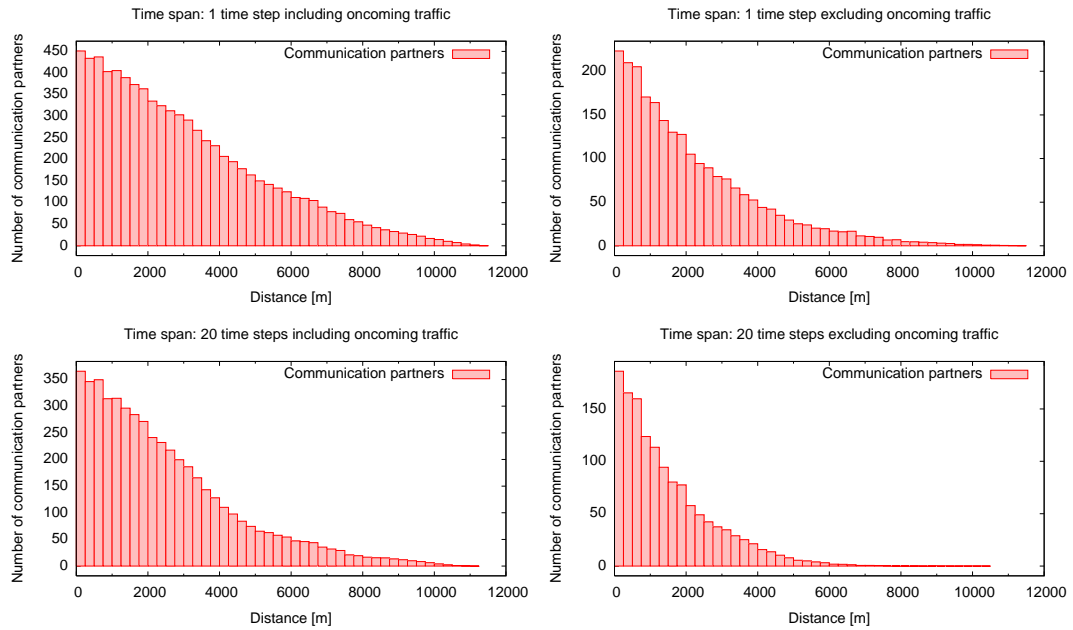 Time span: 1 time step including oncoming traffic
Number of communication partners
450
400
350
300
250
200
150
100
50
0
Communication partners
0 2000 4000 6000 8000 10000 12000
Distance [m]
Time span: 1 time step excluding oncoming traffic
Number of communication partners
200
150
100
50
0
Communication partners
0 2000 4000 6000 8000 10000 12000
Distance [m]
Time span: 20 time steps including oncoming traffic
Number of communication partners
350
300
250
200
150
100
50
0
Communication partners
0 2000 4000 6000 8000 10000 12000
Distance [m]
Time span: 20 time steps excluding oncoming traffic
Number of communication partners
150
100
50
0
Communication partners
0 2000 4000 6000 8000 10000 12000
Distance [m]